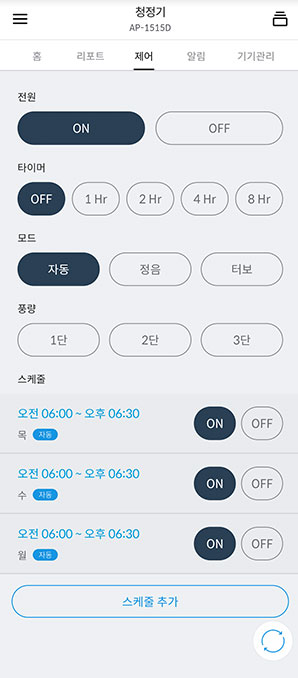 청정기
AP-1515D
홈 리포트 제어 알림 기기관리
전원
ON OFF
타이머
OFF 1 Hr 2 Hr 4 Hr 8 Hr
모드
자동 정음 터보
풍량
1단 2단 3단
스케줄
오전 06:00 ~ 오후 06:30
목 자동 ON OFF
오전 06:00 ~ 오후 06:30
수 자동 ON OFF
오전 06:00 ~ 오후 06:30
월 자동 ON OFF
스케줄 추가